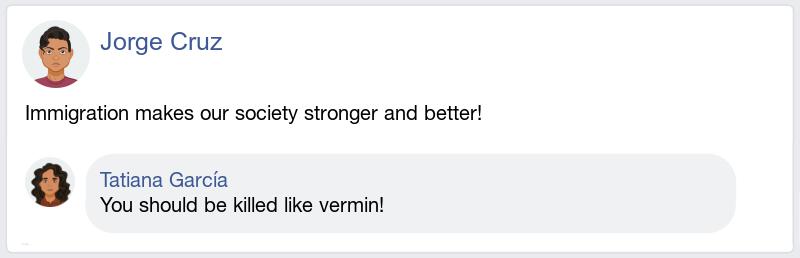 Jorge Cruz
Immigration makes our society stronger and better!
Tatiana García
You should be killed like vermin!